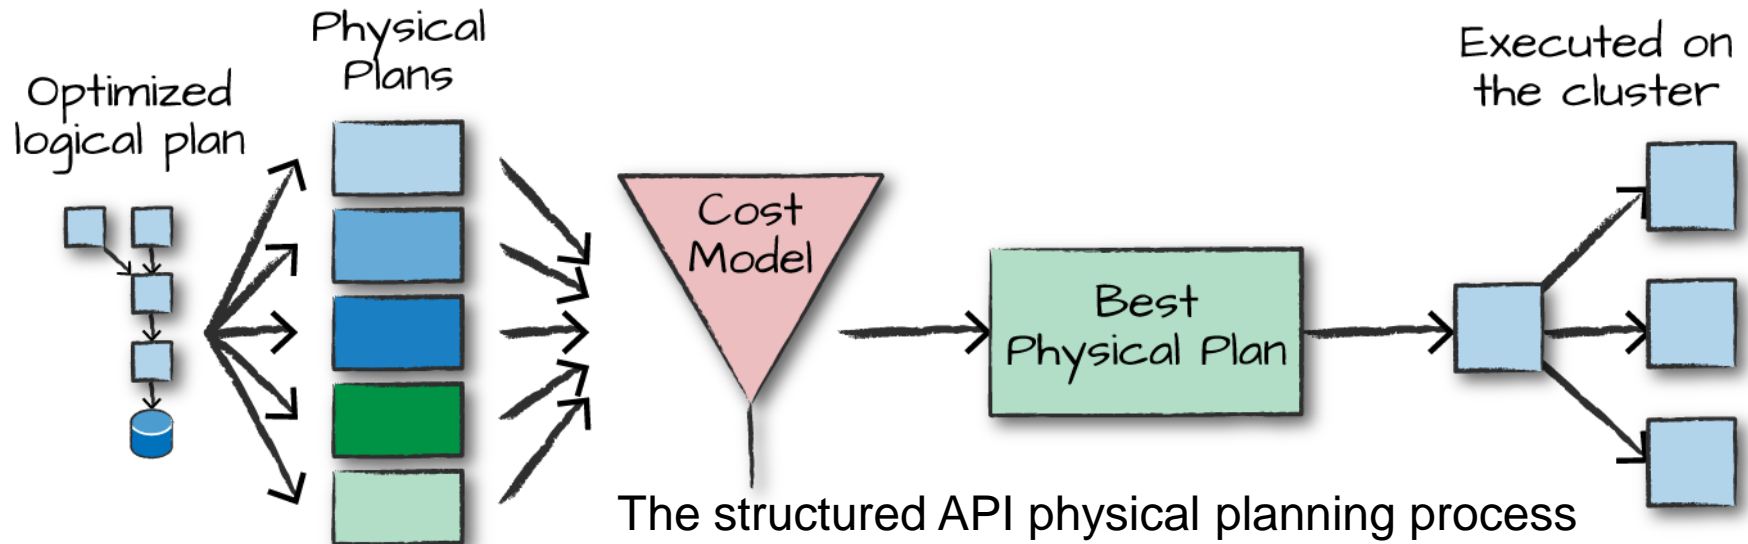 Optimized
logical plan
Physical
Plans
Cost
Model
Best
Physical Plan
Executed on
the cluster
The structured API physical planning process